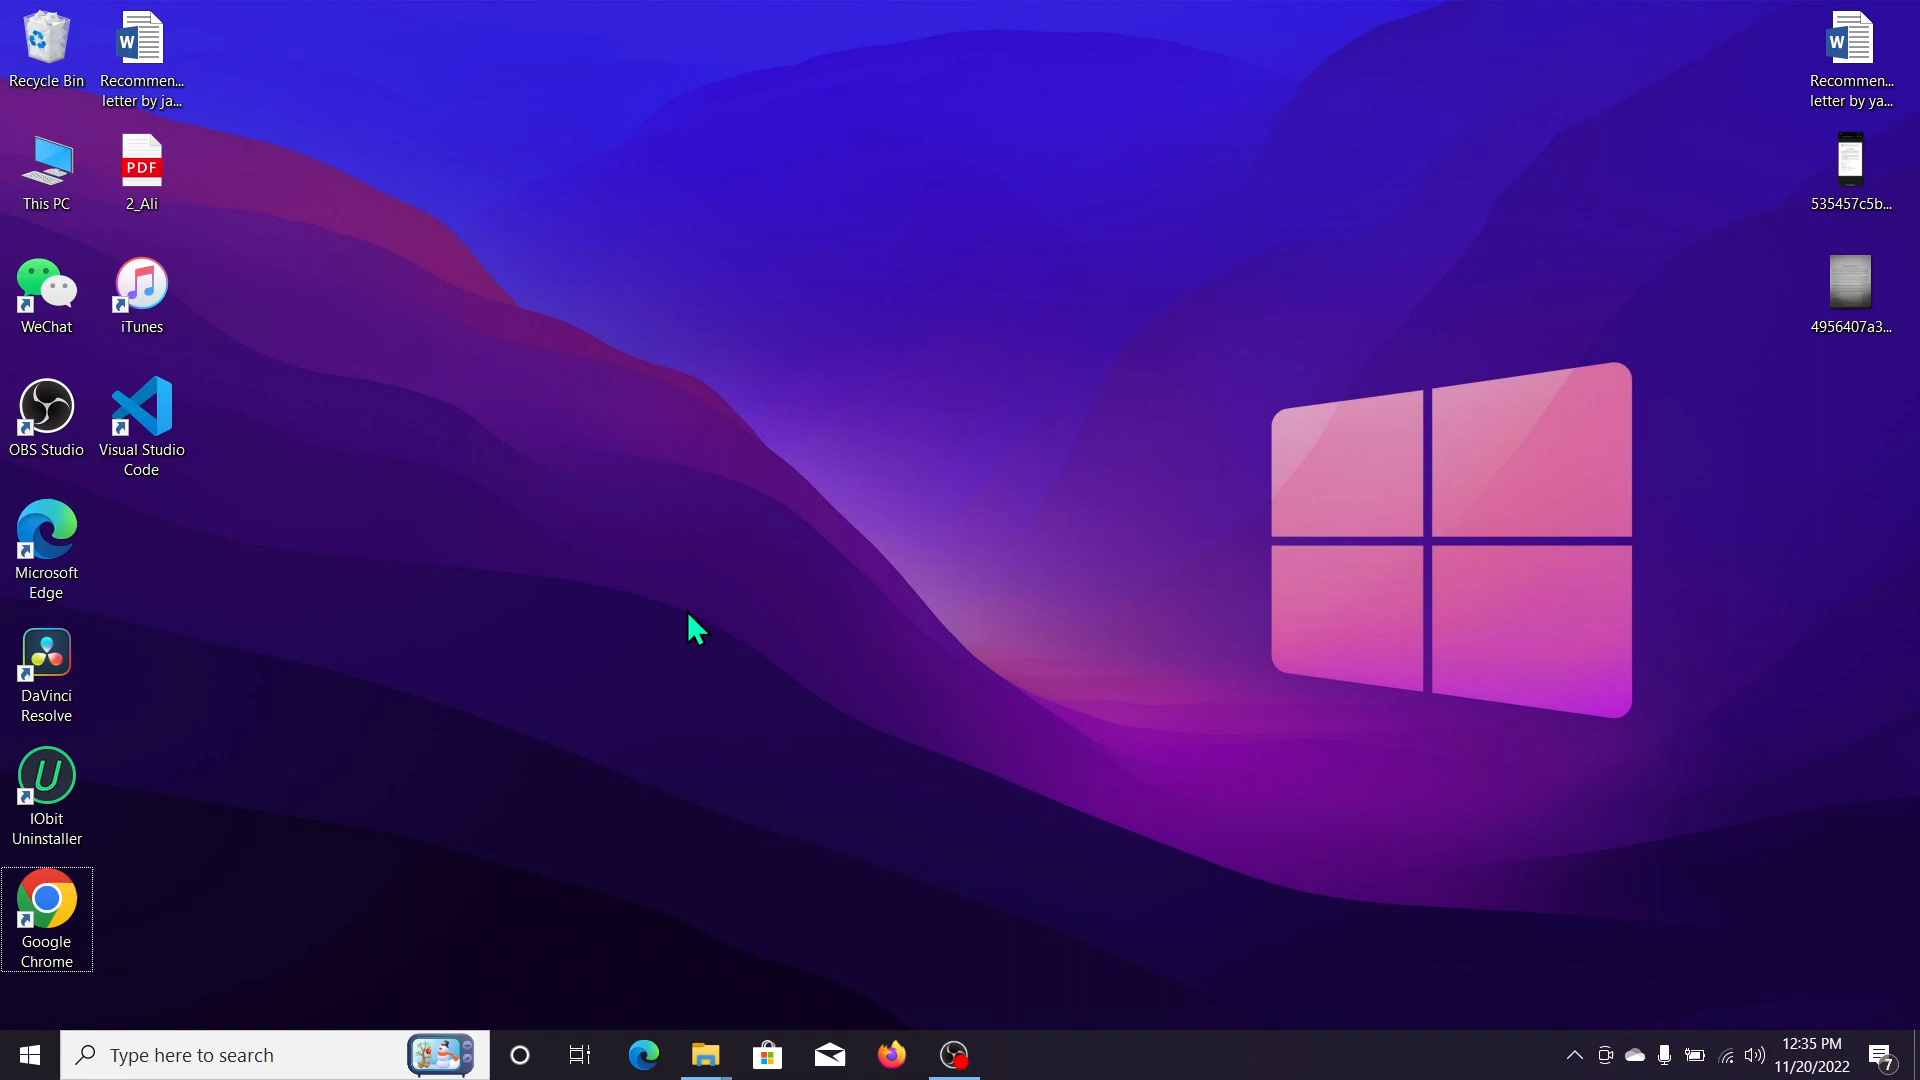 Recycle Bin
W
Recommen...
letter by ja...
This PC
PDF
2_Ali
WeChat
iTunes
OBS Studio
Visual Studio
Code
Microsoft
Edge
DaVinci
Resolve
U
IObit
Uninstaller
Google
Chrome
W
Recommen...
letter by ya...
535457c5b...
4956407a3...
Type here to search
12:35 PM
11/20/2022
7